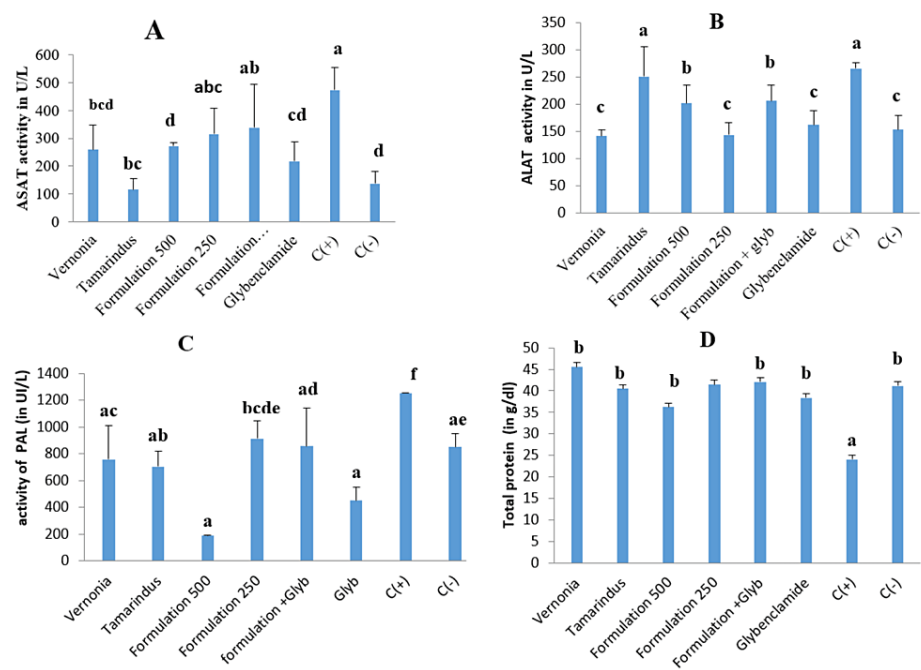 A
ASAT activity in U/L
600
500
400
300
200
100
0
bcd
bc
d
abc
ab
cd
a
d
Vernonia
Tamarindus
Formulation 500
Formulation 250
Formulation…
Glybenclamide
C(+)
C(-)
B
ALAT activity in U/L
350
300
250
200
150
100
50
0
c
a
b
c
b
c
a
c
Vernonia
Tamarindus
Formulation 500
Formulation 250
Formulation + glyb
Glybenclamide
C(+)
C(-)
C
activity of PAL (in UI/L)
1400
1200
1000
800
600
400
200
0
ac
ab
a
bcde
ad
a
f
ae
Vernonia
Tamarindus
Formulation 500
Formulation 250
formulation +Glyb
Glyb
C(+)
C(-)
D
Total protein (in g/dl)
50
45
40
35
30
25
20
15
10
5
0
b
b
b
b
b
a
b
Vernonia
Tamarindus
Formulation 500
Formulation 250
Formulation +Glyb
Glybenclamide
C(+)
C(-)